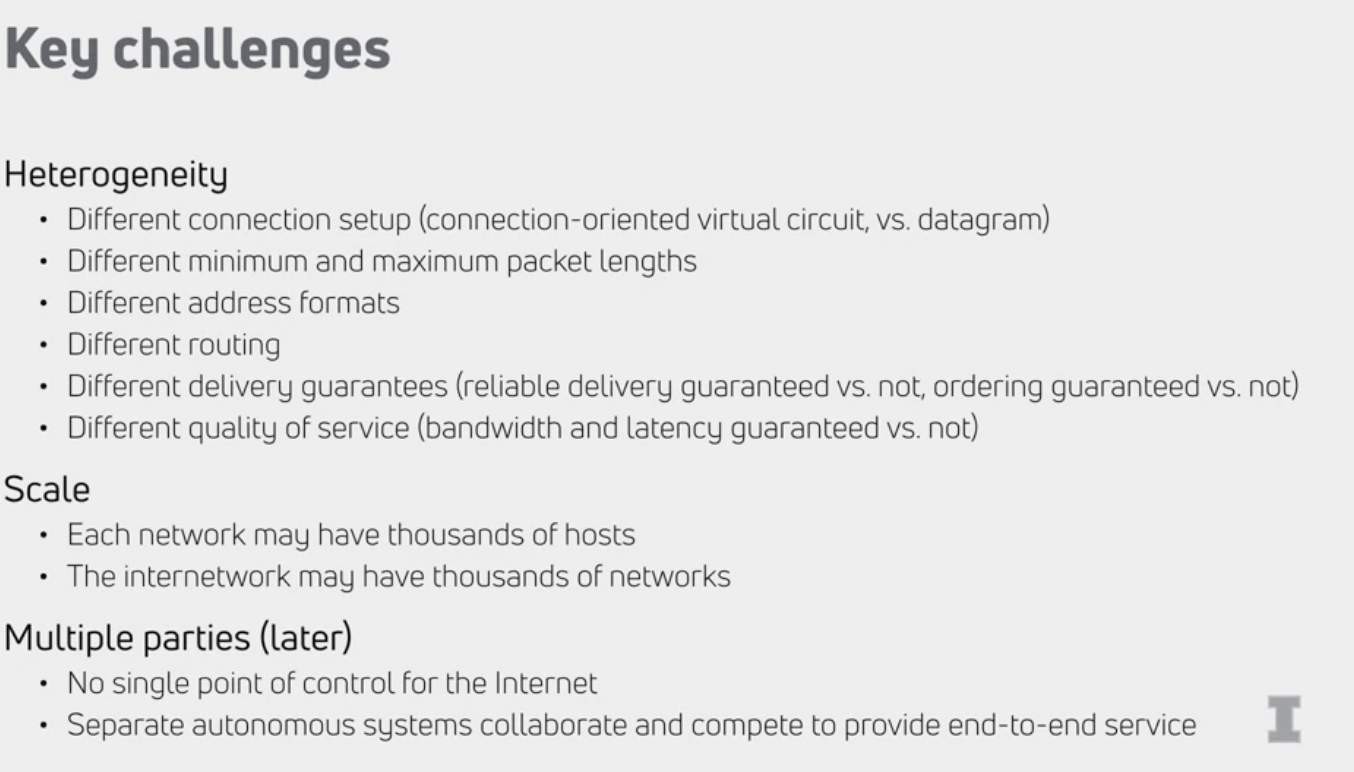 Key challenges
Heterogeneity
• Different connection setup (connection-oriented virtual circuit, vs. datagram)
• Different minimum and maximum packet lengths
• Different address formats
• Different routing
• Different delivery guarantees (reliable delivery guaranteed vs. not, ordering guaranteed vs. not)
• Different quality of service (bandwidth and latency guaranteed vs. not)
Scale
• Each network may have thousands of hosts
• The internetwork may have thousands of networks
Multiple parties (later)
• No single point of control for the Internet
• Separate autonomous systems collaborate and compete to provide end-to-end service
I